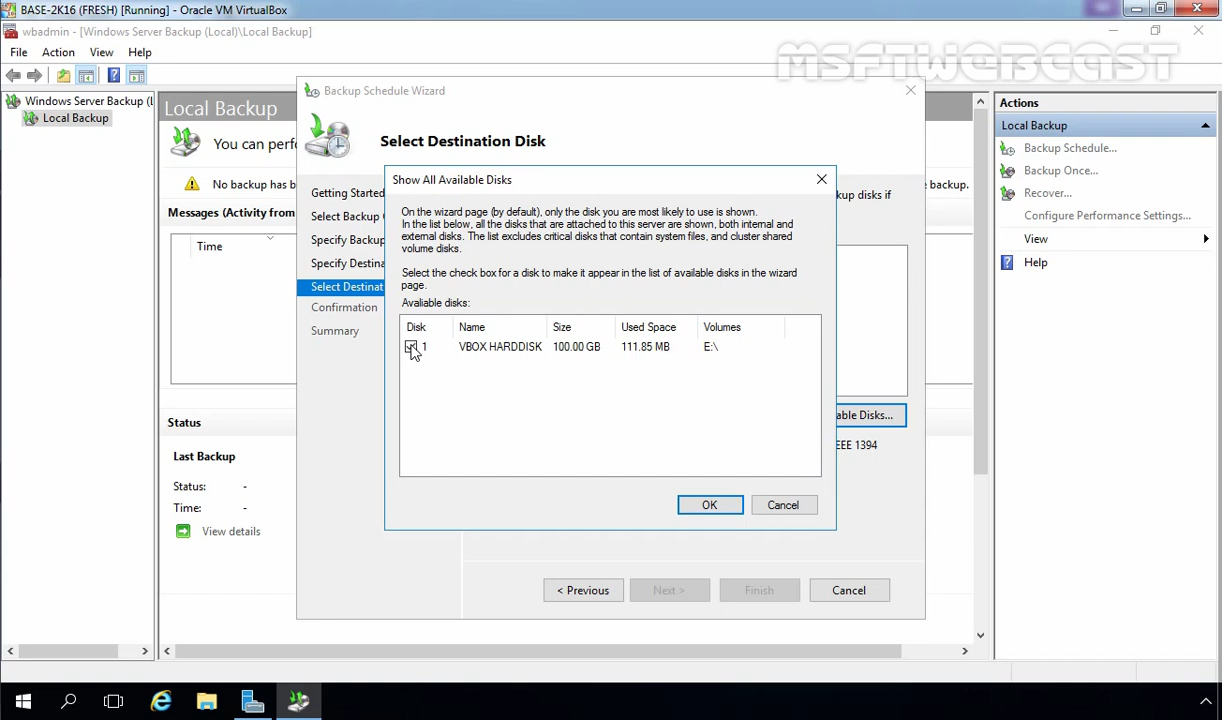 BASE-2K16 (FRESH) [Running] - Oracle VM VirtualBox
wbadmin - [Windows Server Backup (Local)\Local Backup]
MSFTWEBCAST
File Action View Help
Windows Server Backup (L
Local Backup
Local Backup
You can perfo
No backup has b
e backup.
Messages (Activity from
Time
Status
Last Backup
Status: -
Time: -
View details
Backup Schedule Wizard
Select Destination Disk
Getting Started
Select Backup
Specify Backup
Specify Destina
Select Destinat
Confirmation
Summary
kup disks if
able Disks...
EEE 1394
< Previous Next > Finish Cancel
Show All Available Disks
On the wizard page (by default), only the disk you are most likely to use is shown.
In the list below, all the disks that are attached to this server are shown, both internal and
external disks. The list excludes critical disks that contain system files, and cluster shared
volume disks.
Select the check box for a disk to make it appear in the list of available disks in the wizard
page.
Available disks:
Disk Name Size Used Space Volumes
1 VBOX HARDDISK 100.00 GB 111.85 MB E:\
OK Cancel
Actions
Local Backup
Backup Schedule...
Backup Once...
Recover...
Configure Performance Settings...
View
Help